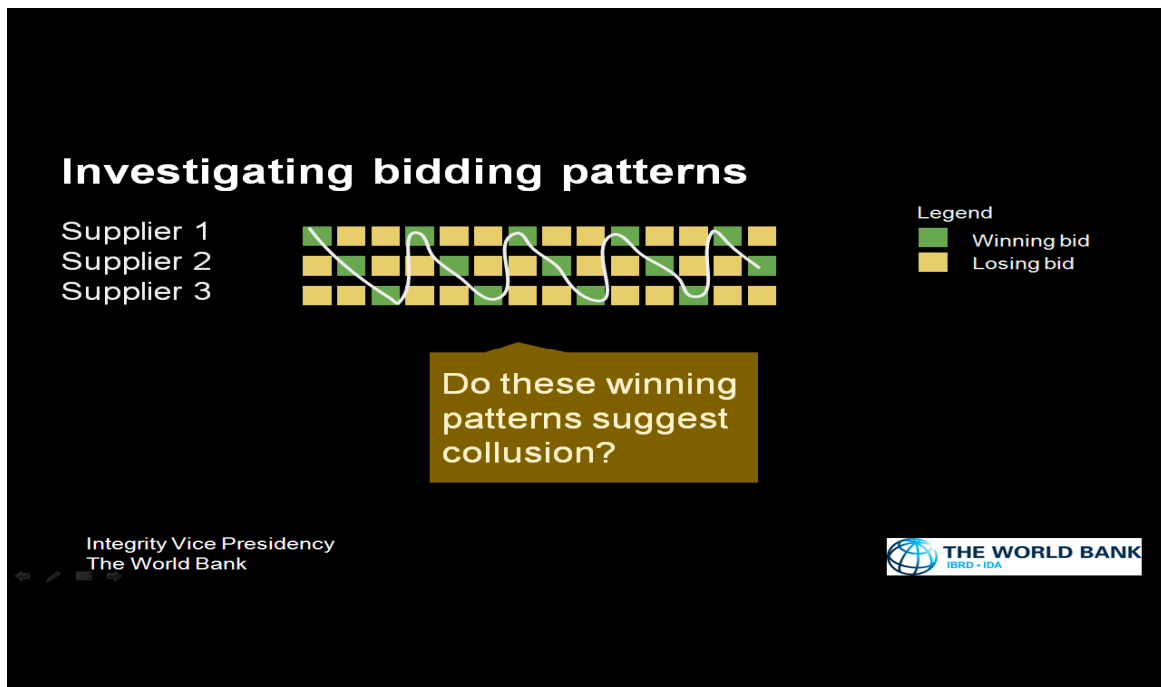 Investigating bidding patterns
Supplier 1
Supplier 2
Supplier 3
Legend
Winning bid
Losing bid
Do these winning
patterns suggest
collusion?
Integrity Vice Presidency
The World Bank
THE WORLD BANK
IBRD • IDA